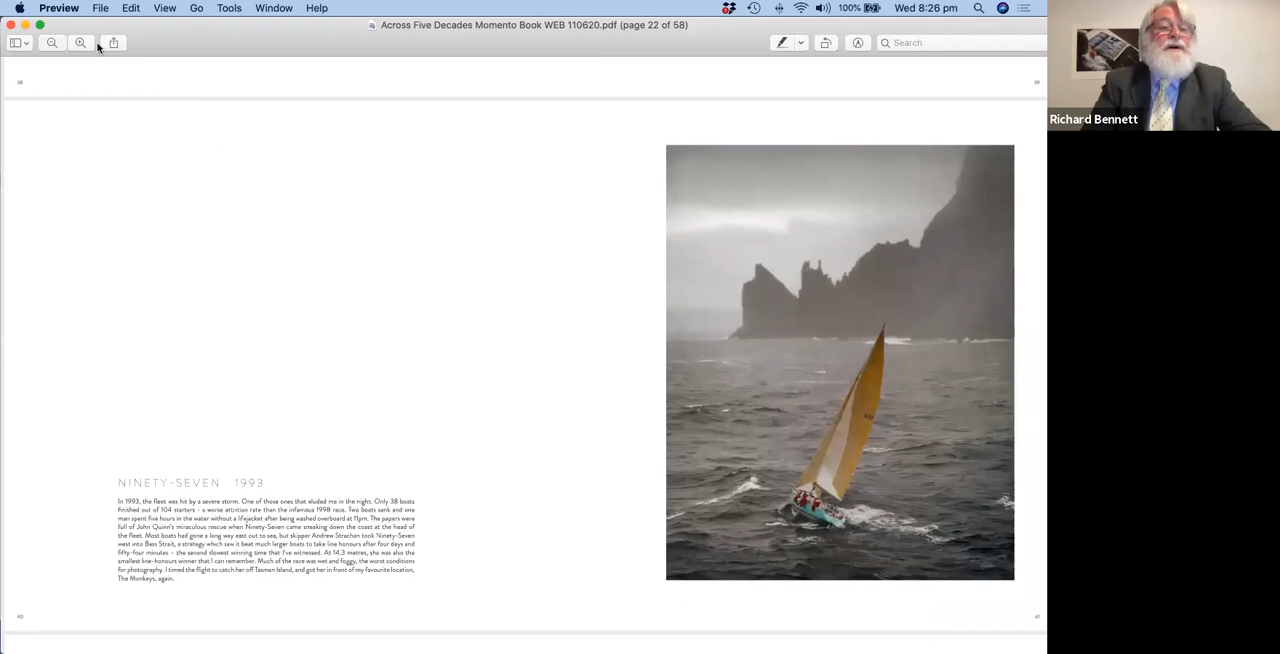 Preview File Edit View Go Tools Window Help 100% Wed 8:26 pm
Across Five Decades Momento Book WEB 110620.pdf (page 22 of 58)
Search
Richard Bennett
38
39
NINETY-SEVEN 1993
In 1993, the fleet was hit by a severe storm. One of those ones that eluded me in the night. Only 38 boats
finished out of 104 starters - a worse attrition rate than the infamous 1998 race. Two boats sank and one
man spent five hours in the water without a lifejacket after being washed overboard at 11pm. The papers were
full of John Quinn's miraculous rescue when Ninety-Seven came sneaking down the coast at the head of
the fleet. Most boats had gone a long way east out to sea, but skipper Andrew Strachan took Ninety-Seven
west into Bass Strait, a strategy which saw it beat much larger boats to take line honours after four days and
fifty-four minutes – the second slowest winning time that I've witnessed. At 14.3 metres, she was also the
smallest line-honours winner that I can remember. Much of the race was wet and foggy, the worst conditions
for photography. I timed the flight to catch her off Tasman Island, and got her in front of my favourite location,
The Monkeys, again.
40
41